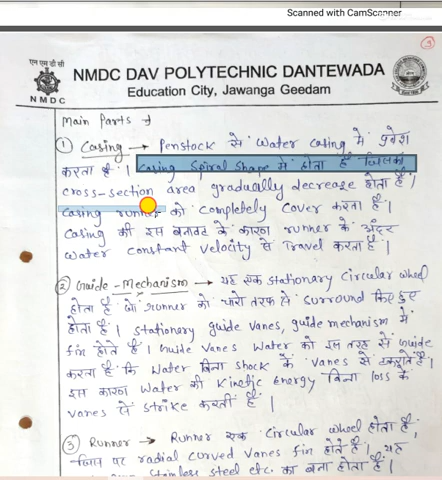 Scanned with CamScanner
9
एन एम डी सी
NMDC
NMDC DAV POLYTECHNIC DANTEWADA
Education City, Jawanga Geedam
Main Parts →
① Casing → Penstock से water casing में प्रवेश
करता है। casing spiral shape में होता है जिसका
cross-section area gradually decrease होता है।
casing runner को completely cover करता है।
casing की इस बनावट के कारण runner के अंदर
water constant velocity से travel करता है।
② Guide-Mechanism → यह एक stationary circular wheel
होता है जो runner को चारो तरफ से surround किए हुए
होता है। stationary guide vanes, guide mechanism में
fix होते है। Guide vanes water को इस तरह से guide
करता है कि water बिना shock के vanes से टकराते है।
इस कारण water की kinetic energy बिना loss के
vanes से strike करती है।
③ Runner → Runner एक circular wheel होता है,
जिस पर radial curved vanes fix होते है। यह
stainless steel etc. का बना होता है।